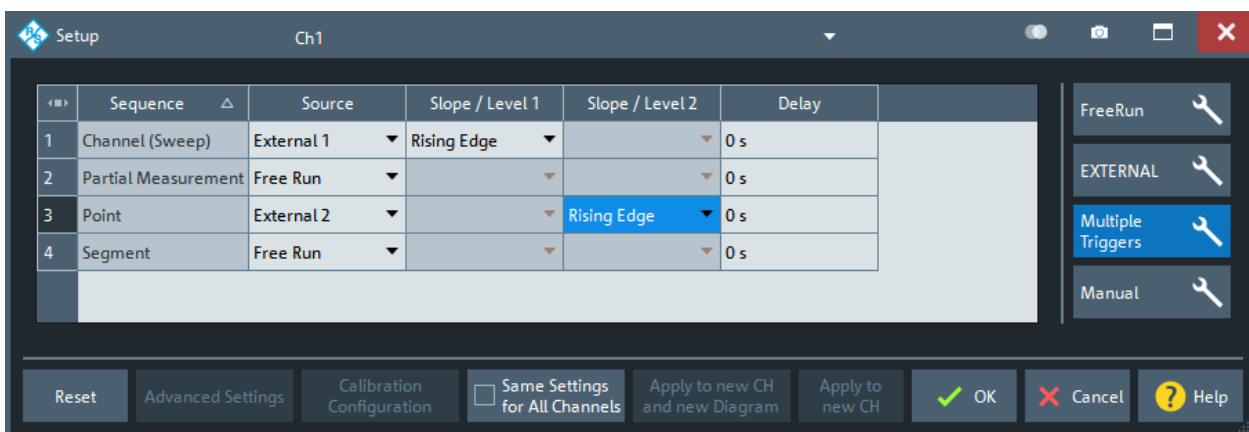 Setup Ch1
Sequence Source Slope / Level 1 Slope / Level 2 Delay
1 Channel (Sweep) External 1 Rising Edge 0 s
2 Partial Measurement Free Run 0 s
3 Point External 2 Rising Edge 0 s
4 Segment Free Run 0 s
FreeRun
EXTERNAL
Multiple
Triggers
Manual
Reset
Advanced Settings
Calibration
Configuration
Same Settings
for All Channels
Apply to new CH
and new Diagram
Apply to
new CH
OK
Cancel
? Help